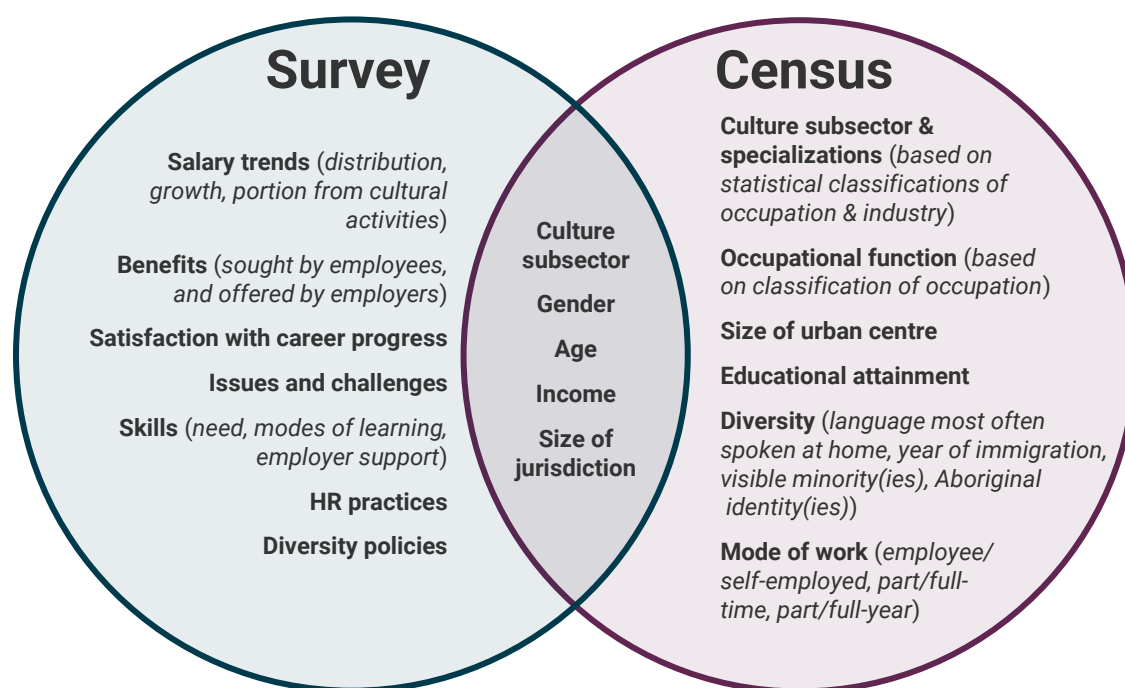 Survey
Salary trends (distribution,
growth, portion from cultural
activities)
Benefits (sought by employees,
and offered by employers)
Satisfaction with career progress
Issues and challenges
Skills (need, modes of learning,
employer support)
HR practices
Diversity policies
Culture
subsector
Gender
Age
Income
Size of
jurisdiction
Census
Culture subsector &
specializations (based on
statistical classifications of
occupation & industry)
Occupational function (based
on classification of occupation)
Size of urban centre
Educational attainment
Diversity (language most often
spoken at home, year of immigration,
visible minority(ies), Aboriginal
identity(ies))
Mode of work (employee/
self-employed, part/full-
time, part/full-year)